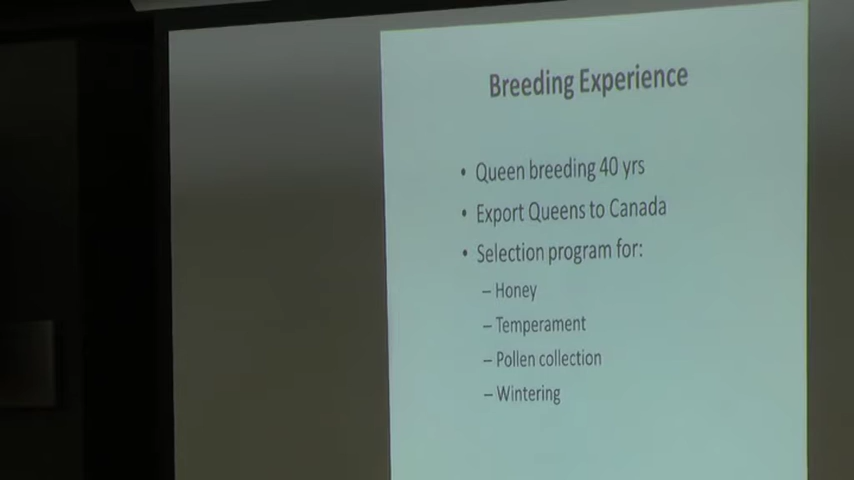 Breeding Experience
• Queen breeding 40 yrs
• Export Queens to Canada
• Selection program for:
– Honey
– Temperament
– Pollen collection
– Wintering